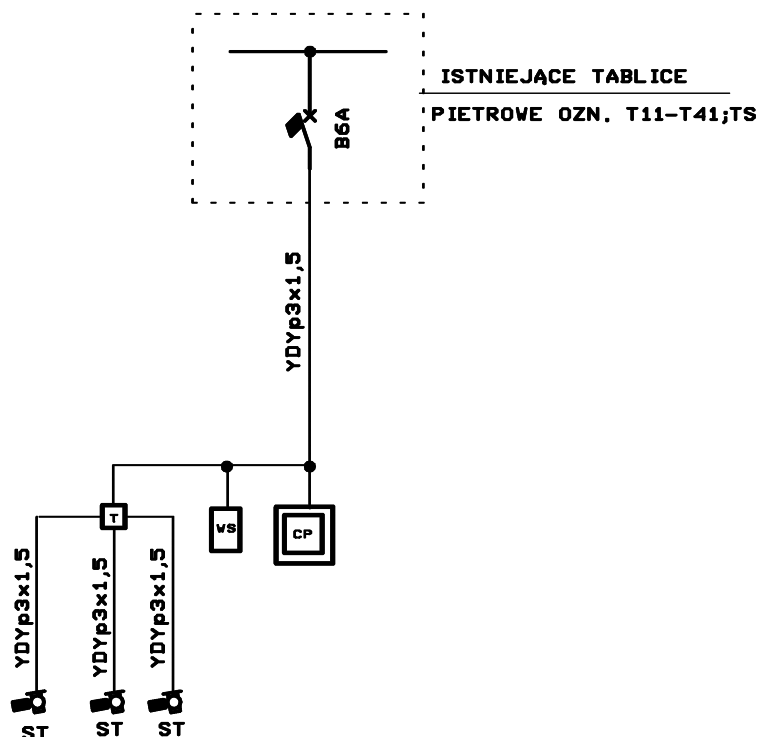 ISTNIEJĄCE TABLICE
PIETROWE OZN. T11-T41;TS
B6A
YDYp3x1,5
T
WS
CP
YDYp3x1,5
YDYp3x1,5
YDYp3x1,5
ST
ST
ST